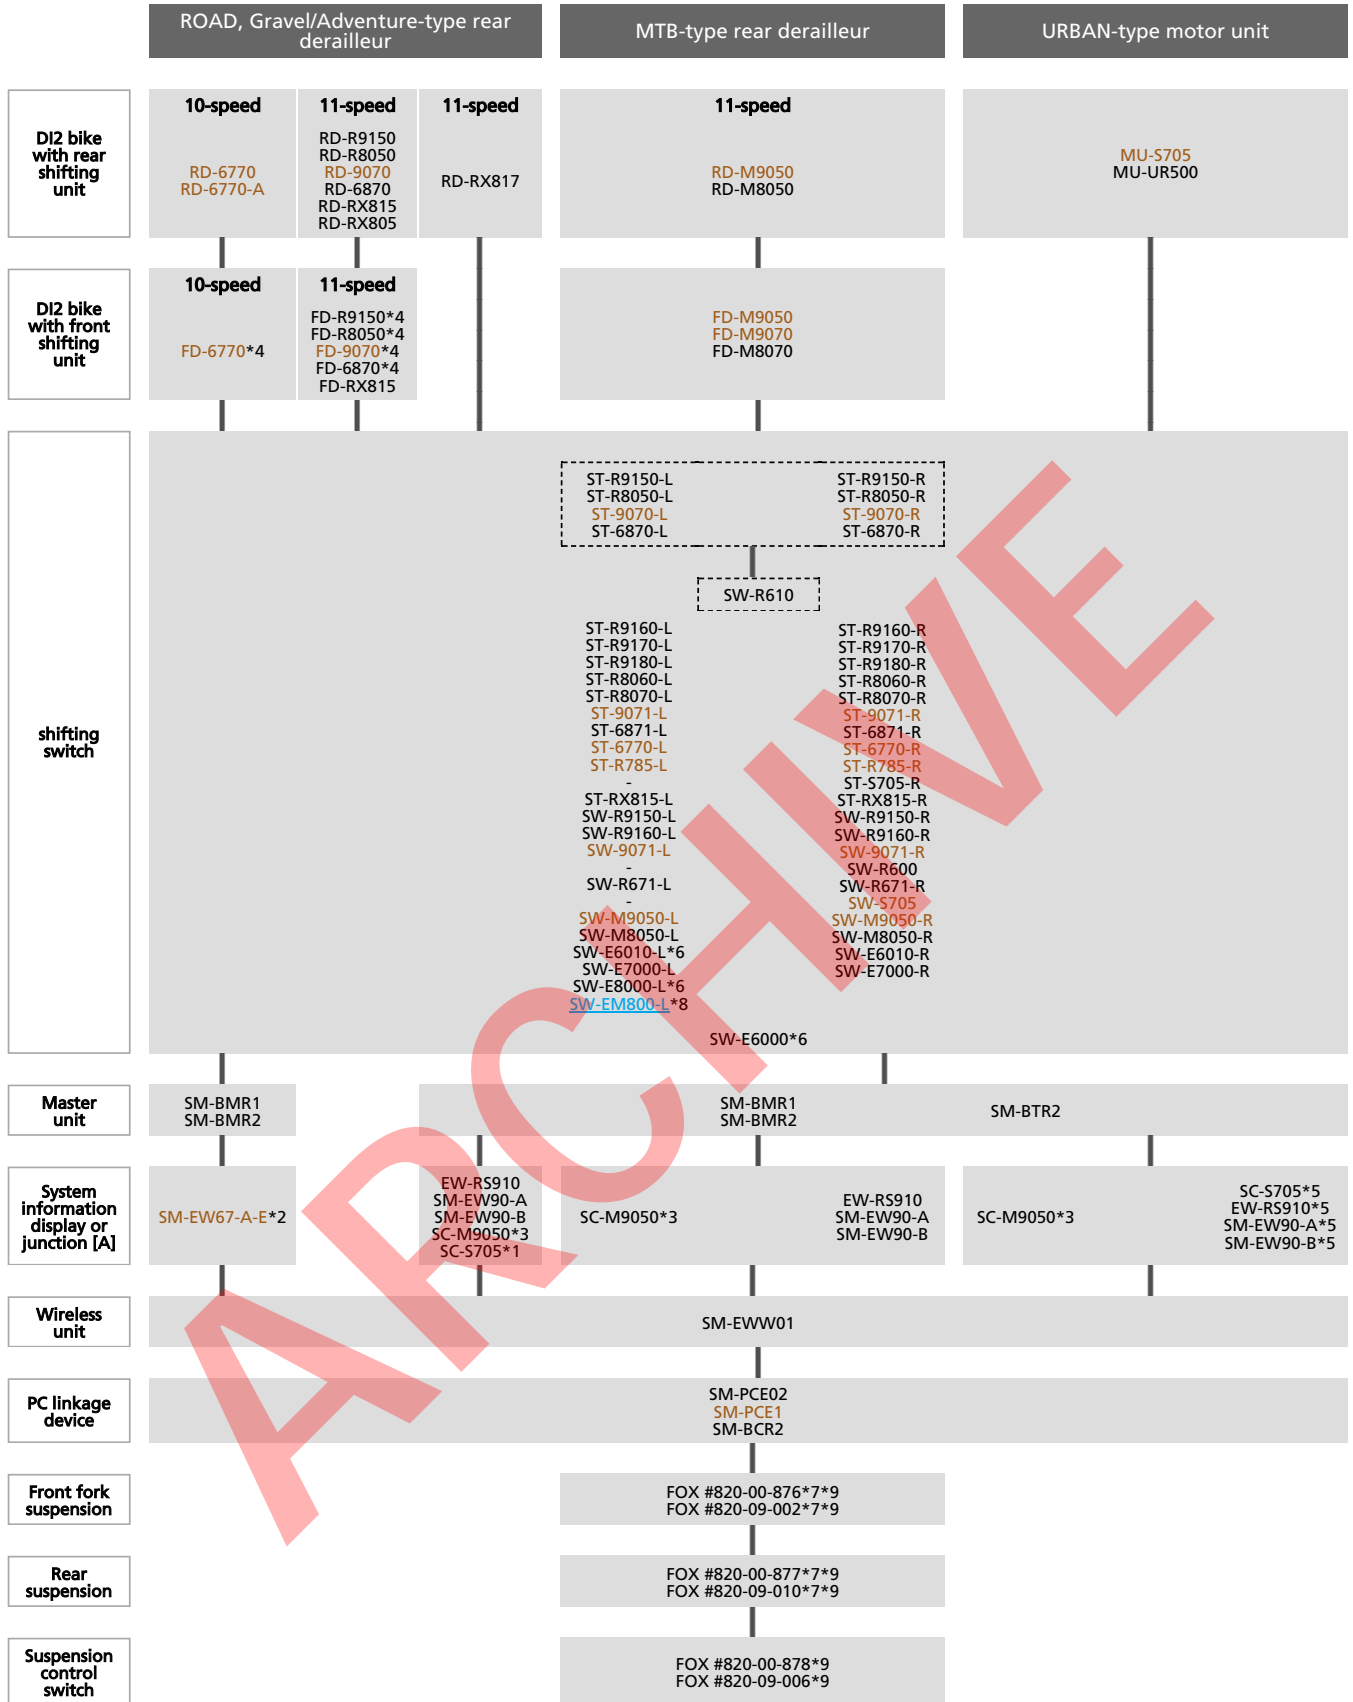 ROAD, Gravel/Adventure-type rear
derailleur
MTB-type rear derailleur
URBAN-type motor unit
DI2 bike
with rear
shifting
unit
10-speed
RD-6770
RD-6770-A
11-speed
RD-R9150
RD-R8050
RD-9070
RD-6870
RD-RX815
RD-RX805
11-speed
RD-RX817
11-speed
RD-M9050
RD-M8050
MU-S705
MU-UR500
DI2 bike
with front
shifting
unit
10-speed
FD-6770*4
11-speed
FD-R9150*4
FD-R8050*4
FD-9070*4
FD-6870*4
FD-RX815
FD-M9050
FD-M9070
FD-M8070
shifting
switch
ST-R9150-L
ST-R8050-L
ST-9070-L
ST-6870-L
ST-R9150-R
ST-R8050-R
ST-9070-R
ST-6870-R
SW-R610
ST-R9160-L
ST-R9170-L
ST-R9180-L
ST-R8060-L
ST-R8070-L
ST-9071-L
ST-6871-L
ST-6770-L
ST-R785-L
-
ST-RX815-L
SW-R9150-L
SW-R9160-L
SW-9071-L
-
SW-R671-L
-
SW-M9050-L
SW-M8050-L
SW-E6010-L*6
SW-E7000-L
SW-E8000-L*6
SW-EM800-L*8
ST-R9160-R
ST-R9170-R
ST-R9180-R
ST-R8060-R
ST-R8070-R
ST-9071-R
ST-6871-R
ST-6770-R
ST-R785-R
ST-S705-R
ST-RX815-R
SW-R9150-R
SW-R9160-R
SW-9071-R
SW-R600
SW-R671-R
SW-S705
SW-M9050-R
SW-M8050-R
SW-E6010-R
SW-E7000-R
SW-E6000*6
Master
unit
SM-BMR1
SM-BMR2
SM-BMR1
SM-BMR2
SM-BTR2
System
information
display or
junction [A]
SM-EW67-A-E*2
EW-RS910
SM-EW90-A
SM-EW90-B
SC-M9050*3
SC-S705*1
SC-M9050*3
EW-RS910
SM-EW90-A
SM-EW90-B
SC-M9050*3
SC-S705*5
EW-RS910*5
SM-EW90-A*5
SM-EW90-B*5
Wireless
unit
SM-EWW01
PC linkage
device
SM-PCE02
SM-PCE1
SM-BCR2
Front fork
suspension
FOX #820-00-876*7*9
FOX #820-09-002*7*9
Rear
suspension
FOX #820-00-877*7*9
FOX #820-09-010*7*9
Suspension
control
switch
FOX #820-00-878*9
FOX #820-09-006*9
ARCHIVE